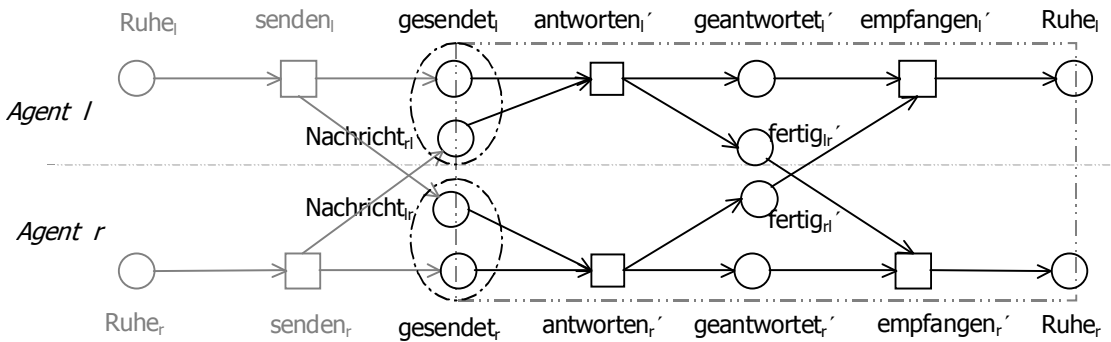 Ruheₗ sendenₗ gesendetₗ antwortenₗ´ geantwortetₗ´ empfangenₗ´ Ruheₗ
Agent l
Nachrichtᵣₗ fertigₗᵣ´
Nachrichtₗᵣ fertigᵣₗ´
Agent r
Ruheᵣ sendenᵣ gesendetᵣ antwortenᵣ´ geantwortetᵣ´ empfangenᵣ´ Ruheᵣ